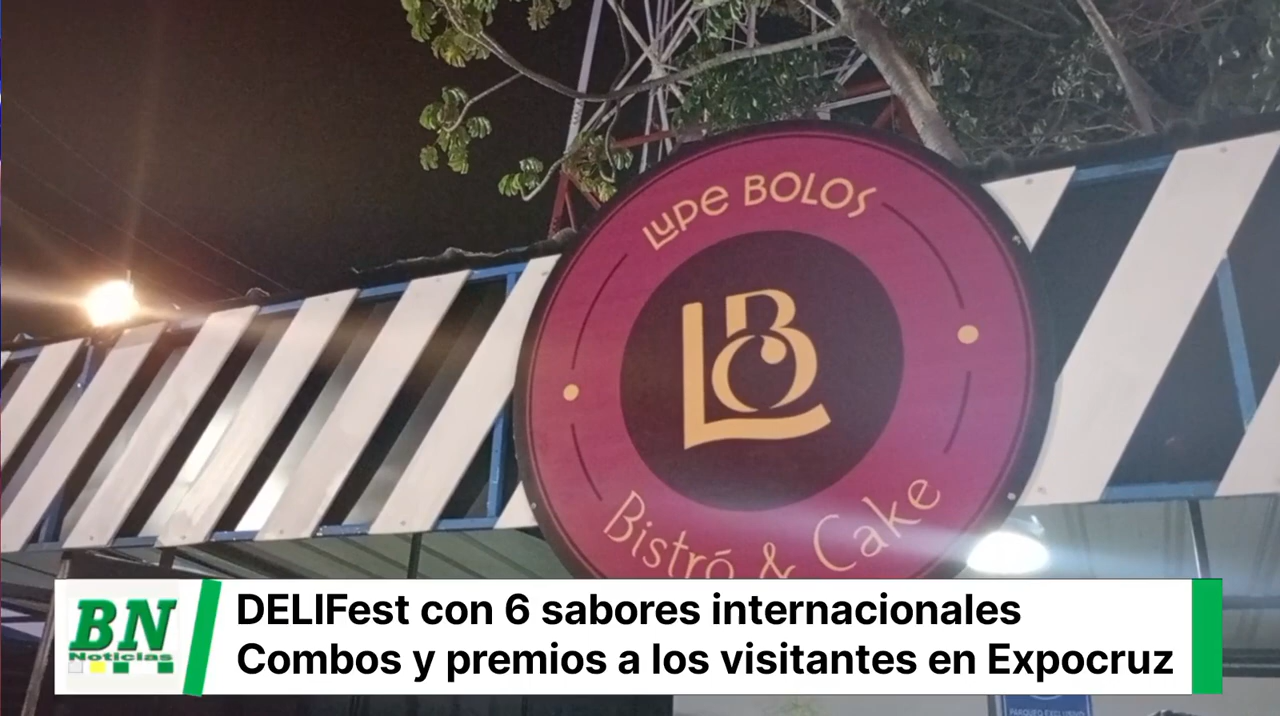 Lupe BOLOS
LB
Bistró & Cake
BN
Noticias
DELIFest con 6 sabores internacionales
Combos y premios a los visitantes en Expocruz